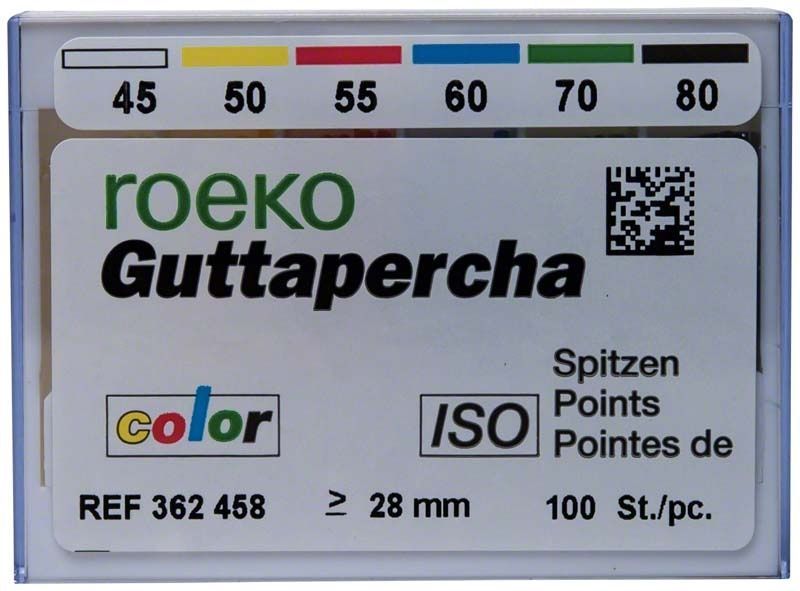 45 50 55 60 70 80
roeko
Guttapercha
color
ISO
Spitzen
Points
Pointes de
REF 362 458 ≥ 28 mm 100 St./pc.